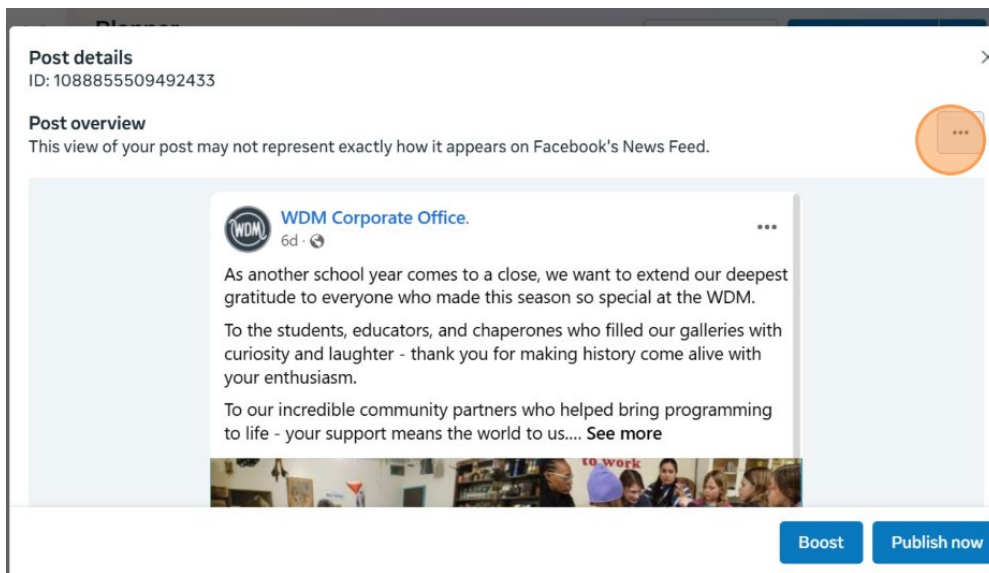 Planner
Post details
ID: 1088855509492433
Post overview
This view of your post may not represent exactly how it appears on Facebook's News Feed.
WDM
WDM Corporate Office.
6d ·
As another school year comes to a close, we want to extend our deepest
gratitude to everyone who made this season so special at the WDM.
To the students, educators, and chaperones who filled our galleries with
curiosity and laughter - thank you for making history come alive with
your enthusiasm.
To our incredible community partners who helped bring programming
to life - your support means the world to us.... See more
to work
Boost
Publish now